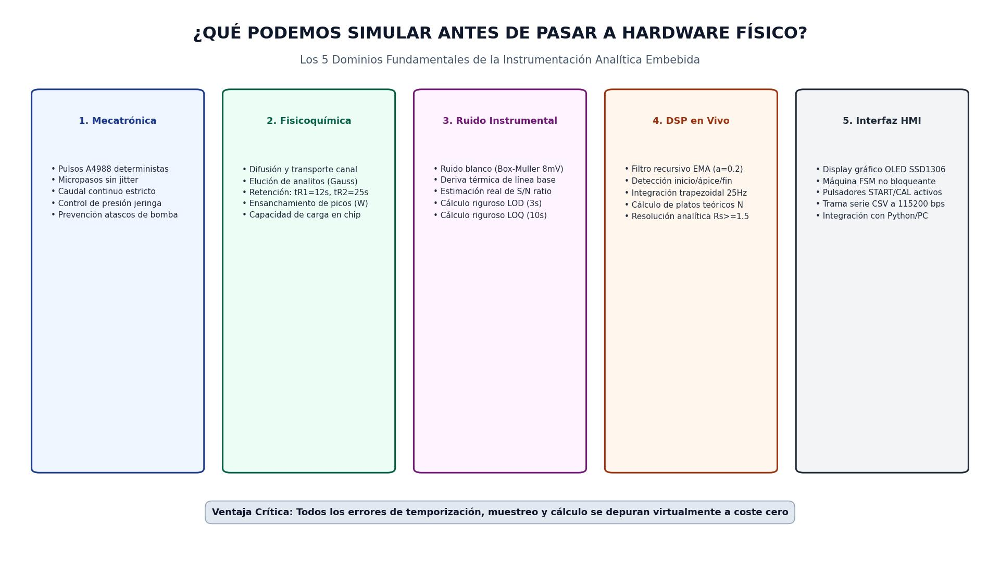 ¿QUÉ PODEMOS SIMULAR ANTES DE PASAR A HARDWARE FÍSICO?
Los 5 Dominios Fundamentales de la Instrumentación Analítica Embebida
1. Mecatrónica
• Pulsos A4988 deterministas
• Micropasos sin jitter
• Caudal continuo estricto
• Control de presión jeringa
• Prevención atascos de bomba
2. Fisicoquímica
• Difusión y transporte canal
• Elución de analitos (Gauss)
• Retención: tR1=12s, tR2=25s
• Ensanchamiento de picos (W)
• Capacidad de carga en chip
3. Ruido Instrumental
• Ruido blanco (Box-Muller 8mV)
• Deriva térmica de línea base
• Estimación real de S/N ratio
• Cálculo riguroso LOD (3s)
• Cálculo riguroso LOQ (10s)
4. DSP en Vivo
• Filtro recursivo EMA (a=0.2)
• Detección inicio/ápice/fin
• Integración trapezoidal 25Hz
• Cálculo de platos teóricos N
• Resolución analítica Rs>=1.5
5. Interfaz HMI
• Display gráfico OLED SSD1306
• Máquina FSM no bloqueante
• Pulsadores START/CAL activos
• Trama serie CSV a 115200 bps
• Integración con Python/PC
Ventaja Crítica: Todos los errores de temporización, muestreo y cálculo se depuran virtualmente a coste cero